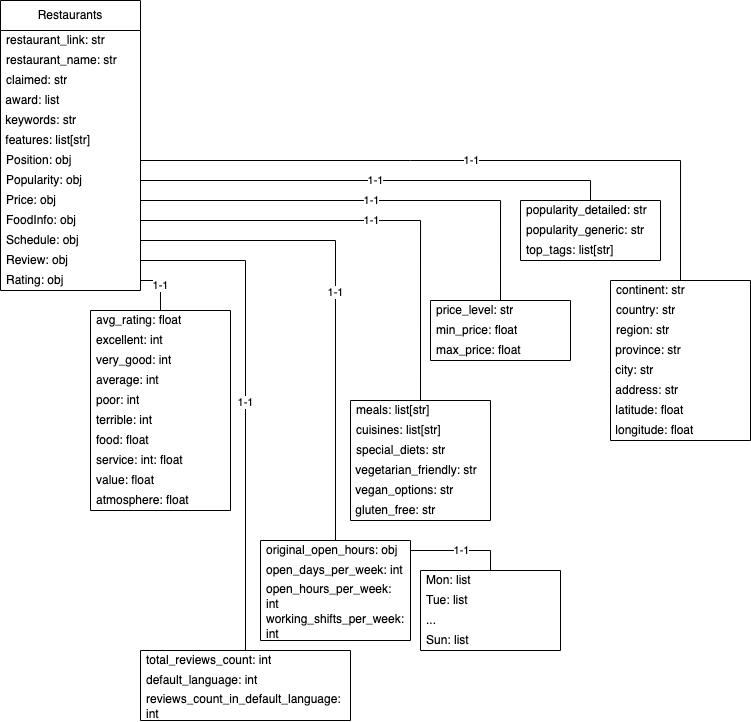 Restaurants
restaurant_link: str
restaurant_name: str
claimed: str
award: list
keywords: str
features: list[str]
Position: obj
1-1
Popularity: obj
1-1
Price: obj
1-1
FoodInfo: obj
1-1
Schedule: obj
Review: obj
Rating: obj
1-1
1-1
popularity_detailed: str
popularity_generic: str
top_tags: list[str]
continent: str
country: str
region: str
province: str
city: str
address: str
latitude: float
longitude: float
price_level: str
min_price: float
max_price: float
avg_rating: float
excellent: int
very_good: int
average: int
poor: int
terrible: int
food: float
service: int: float
value: float
atmosphere: float
1-1
meals: list[str]
cuisines: list[str]
special_diets: str
vegetarian_friendly: str
vegan_options: str
gluten_free: str
original_open_hours: obj
open_days_per_week: int
open_hours_per_week:
int
working_shifts_per_week:
int
1-1
Mon: list
Tue: list
...
Sun: list
total_reviews_count: int
default_language: int
reviews_count_in_default_language:
int